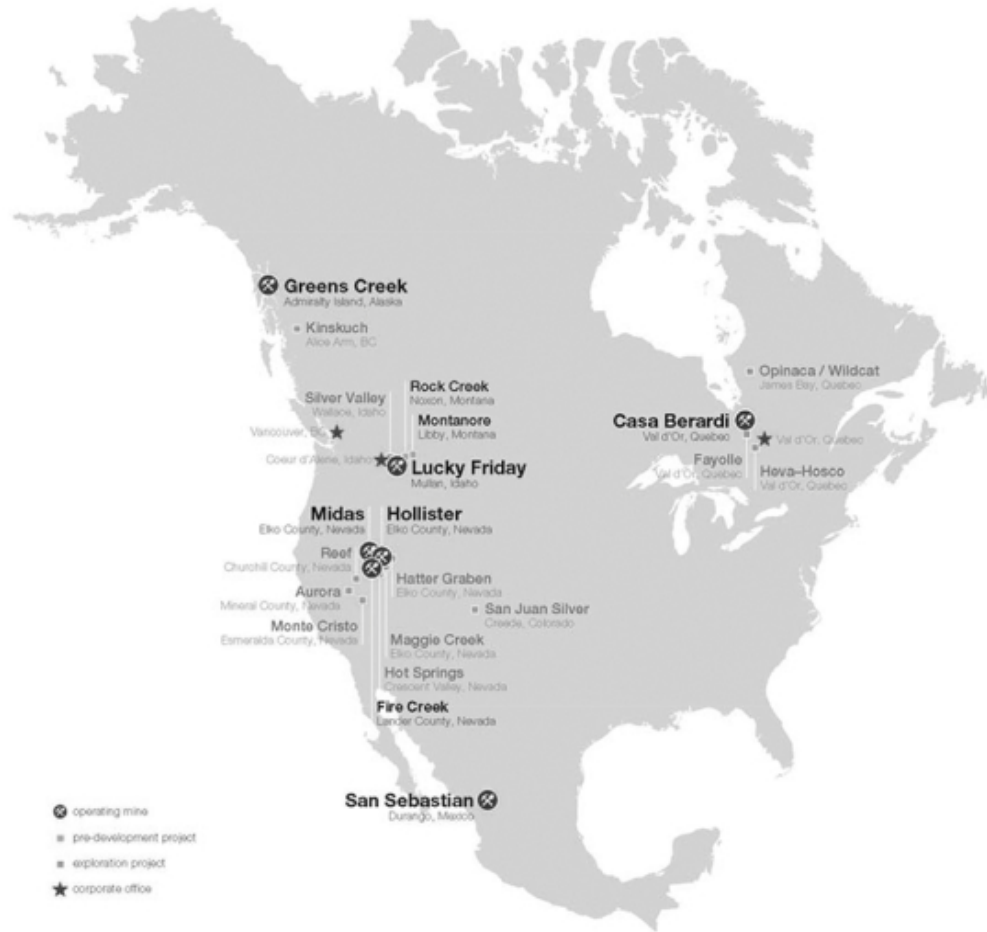 Greens Creek
Admiralty Island, Alaska
Kinskuch
Alice Arm, BC
Silver Valley
Wallace, Idaho
Rock Creek
Noxon, Montana
Montanore
Libby, Montana
Vancouver, BC
Coeur d'Alene, Idaho
Lucky Friday
Mullan, Idaho
Opinaca / Wildcat
James Bay, Quebec
Casa Berardi
Val d'Or, Quebec
Val d'Or, Quebec
Fayolle
Val d'Or, Quebec
Heva-Hosco
Val d'Or, Quebec
Midas
Elko County, Nevada
Hollister
Elko County, Nevada
Reef
Churchill County, Nevada
Hatter Graben
Elko County, Nevada
Aurora
Mineral County, Nevada
San Juan Silver
Creede, Colorado
Monte Cristo
Esmeralda County, Nevada
Maggie Creek
Elko County, Nevada
Hot Springs
Crescent Valley, Nevada
Fire Creek
Lander County, Nevada
San Sebastian
Durango, Mexico
operating mine
pre-development project
exploration project
corporate office